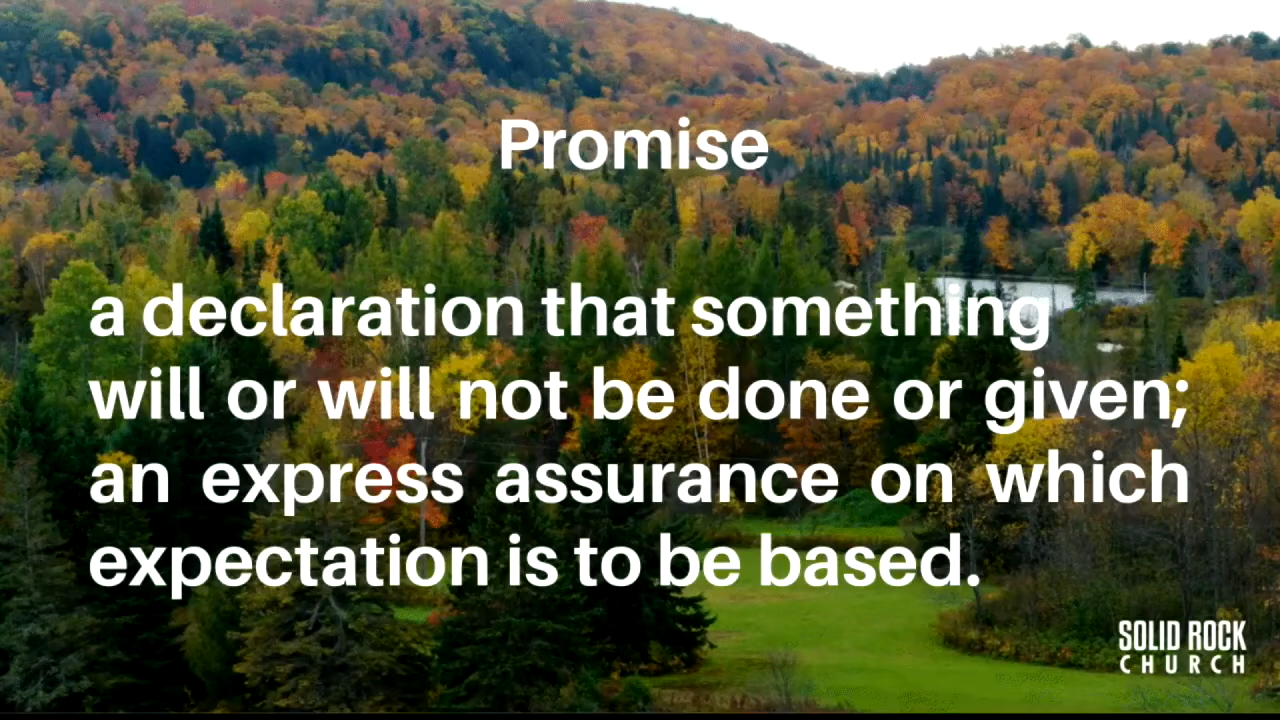 Promise
a declaration that something
will or will not be done or given;
an express assurance on which
expectation is to be based.
SOLID ROCK
CHURCH